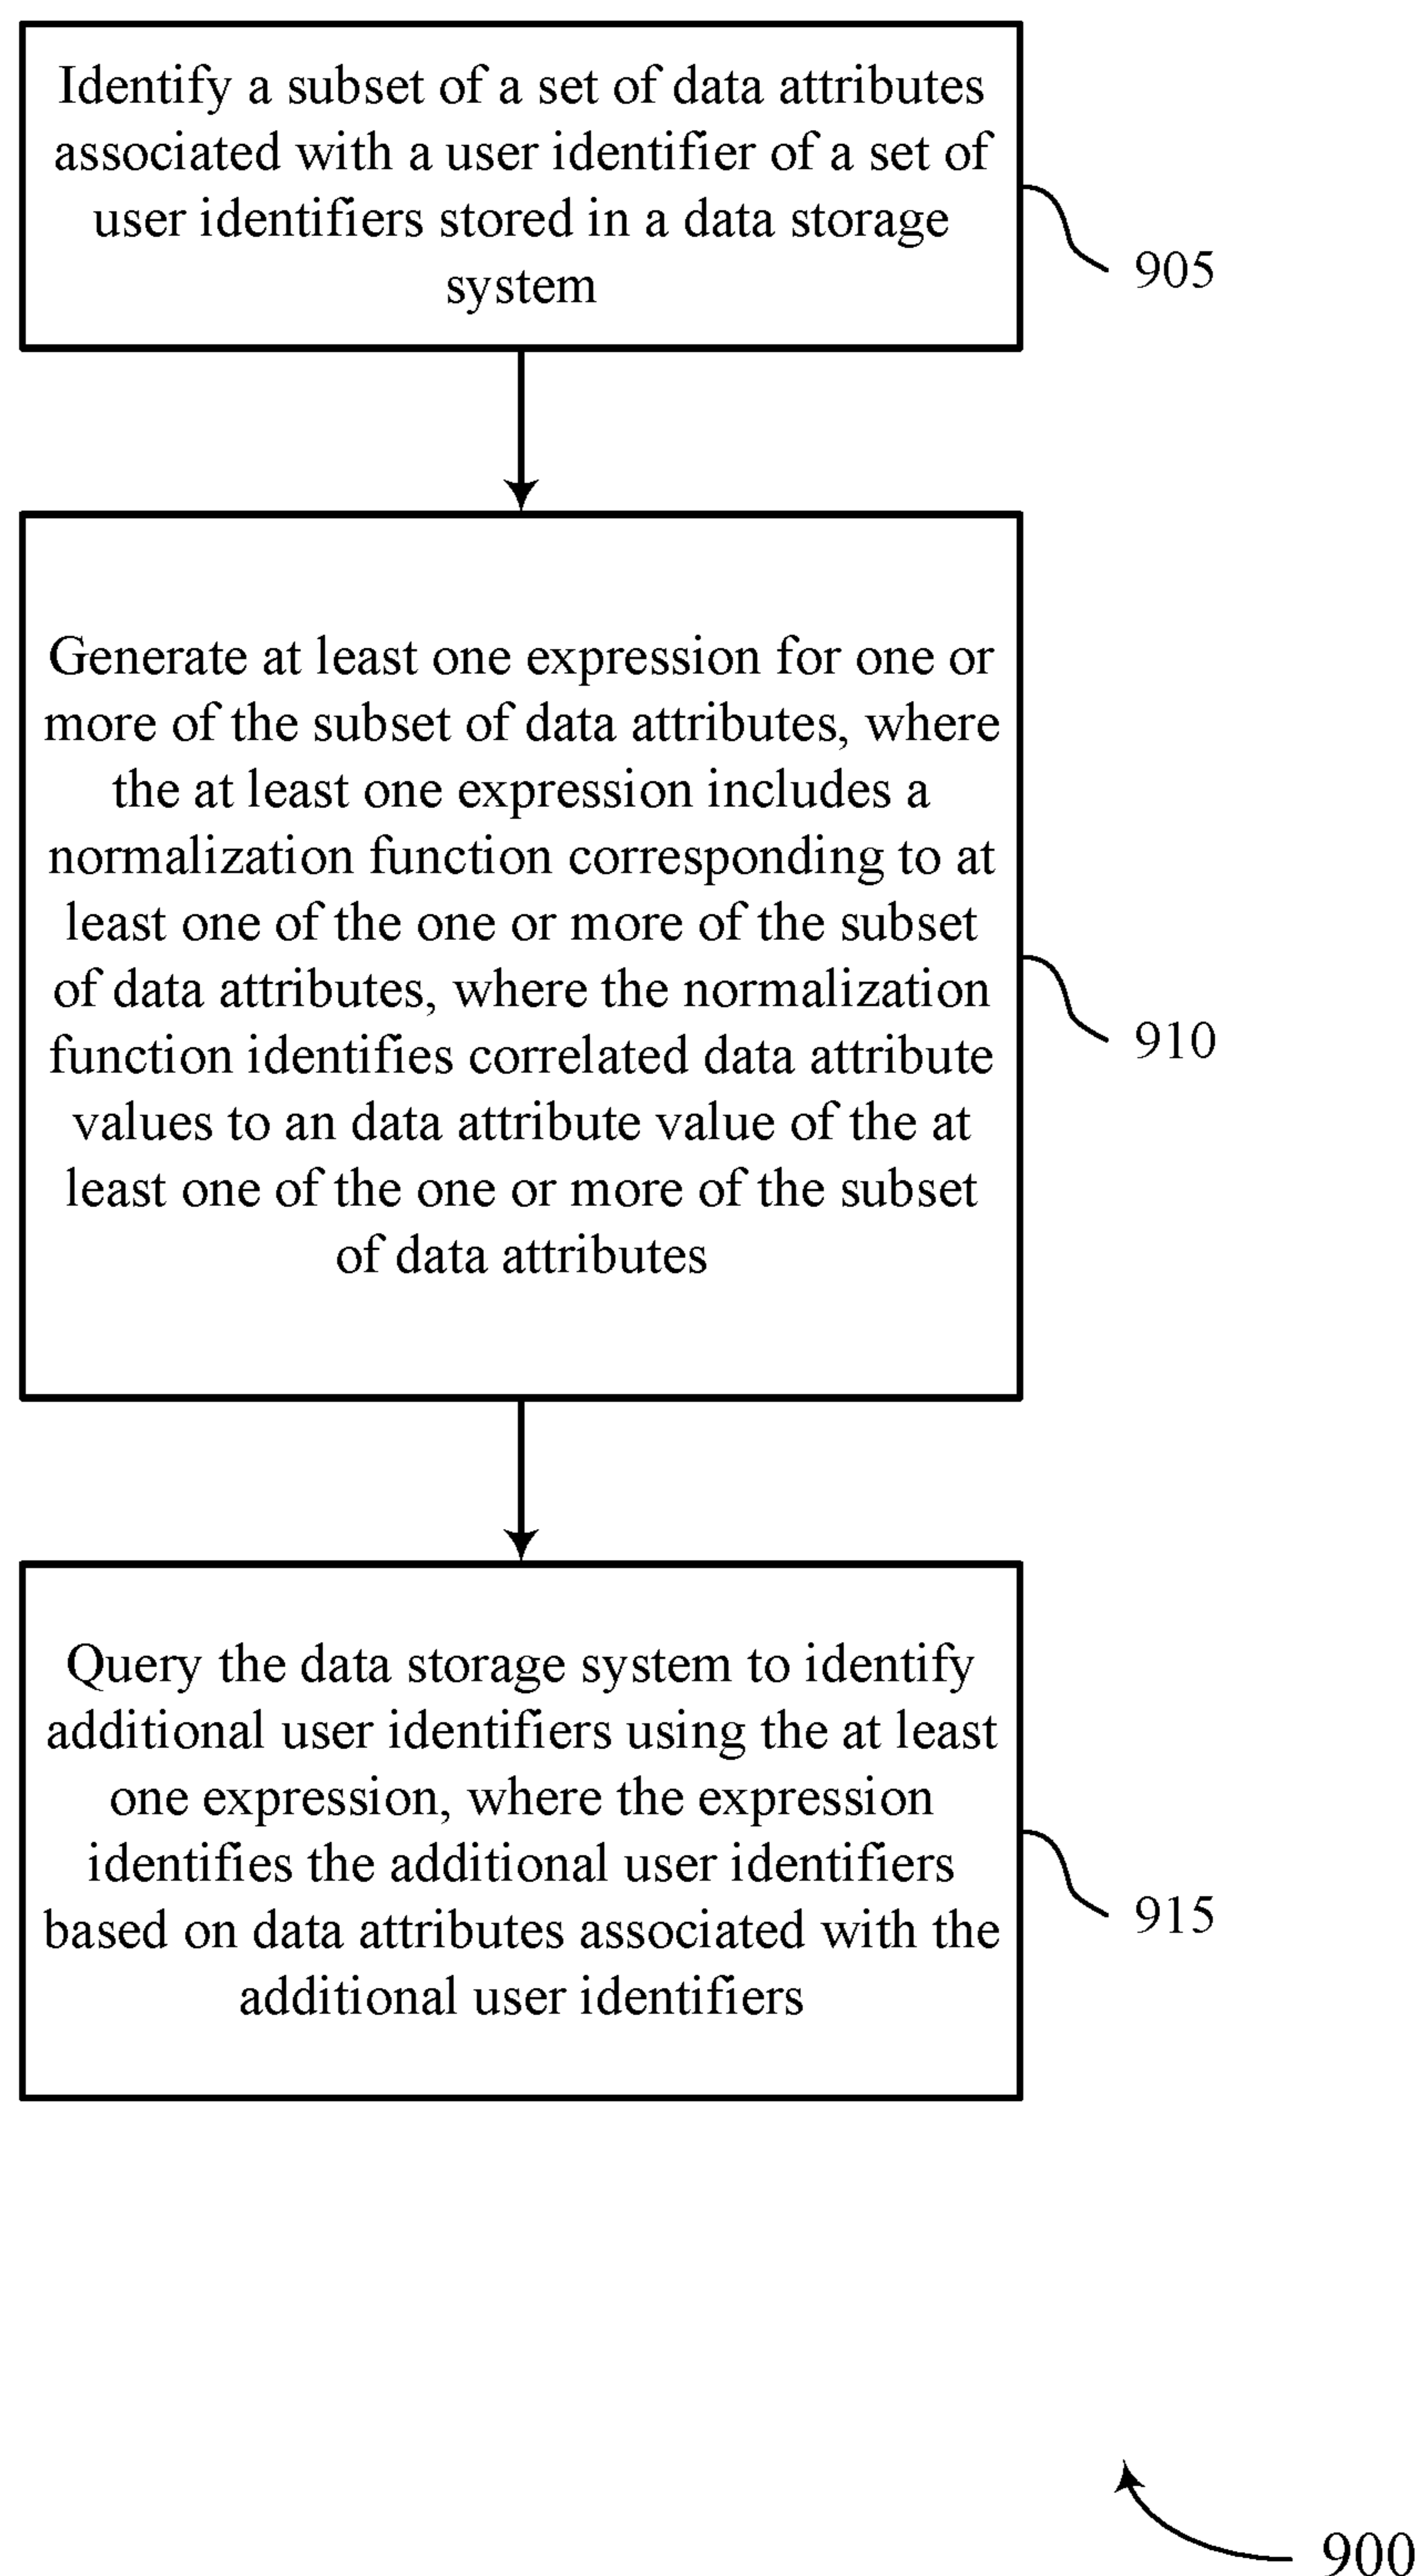 Identify a subset of a set of data attributes
associated with a user identifier of a set of
user identifiers stored in a data storage
system
905
Generate at least one expression for one or
more of the subset of data attributes, where
the at least one expression includes a
normalization function corresponding to at
least one of the one or more of the subset
of data attributes, where the normalization
function identifies correlated data attribute
values to an data attribute value of the at
least one of the one or more of the subset
of data attributes
910
Query the data storage system to identify
additional user identifiers using the at least
one expression, where the expression
identifies the additional user identifiers
based on data attributes associated with the
additional user identifiers
915
900